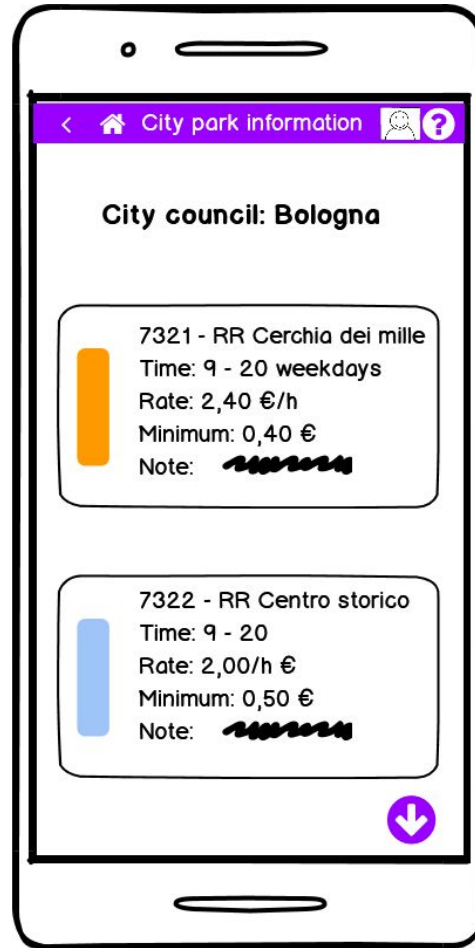 City park information ?
City council: Bologna
7321 - RR Cerchia dei mille
Time: 9 - 20 weekdays
Rate: 2,40 €/h
Minimum: 0,40 €
Note:
7322 - RR Centro storico
Time: 9 - 20
Rate: 2,00/h €
Minimum: 0,50 €
Note: